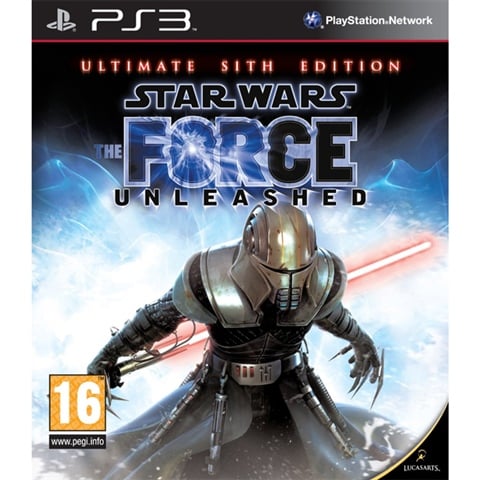 PS3
PlayStation®Network
ULTIMATE SITH EDITION
STAR WARS
THE FORCE
UNLEASHED
16
www.pegi.info
LUCASARTS